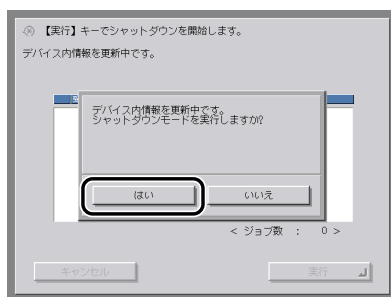 【実行】キーでシャットダウンを開始します。
デバイス内情報を更新中です。
デバイス内情報を更新中です。
シャットダウンモードを実行しますか?
はい
いいえ
< ジョブ数 : 0 >
キャンセル
実行